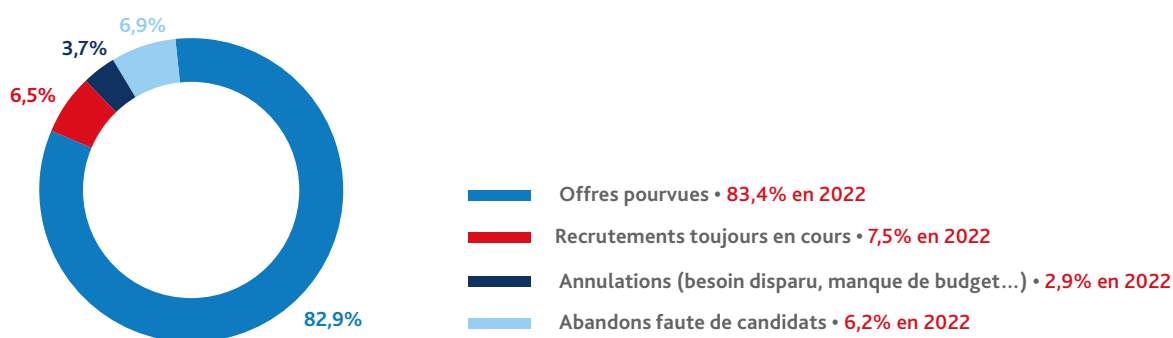 6,9%
3,7%
6,5%
82,9%
Offres pourvues • 83,4% en 2022
Recrutements toujours en cours • 7,5% en 2022
Annulations (besoin disparu, manque de budget…) • 2,9% en 2022
Abandons faute de candidats • 6,2% en 2022